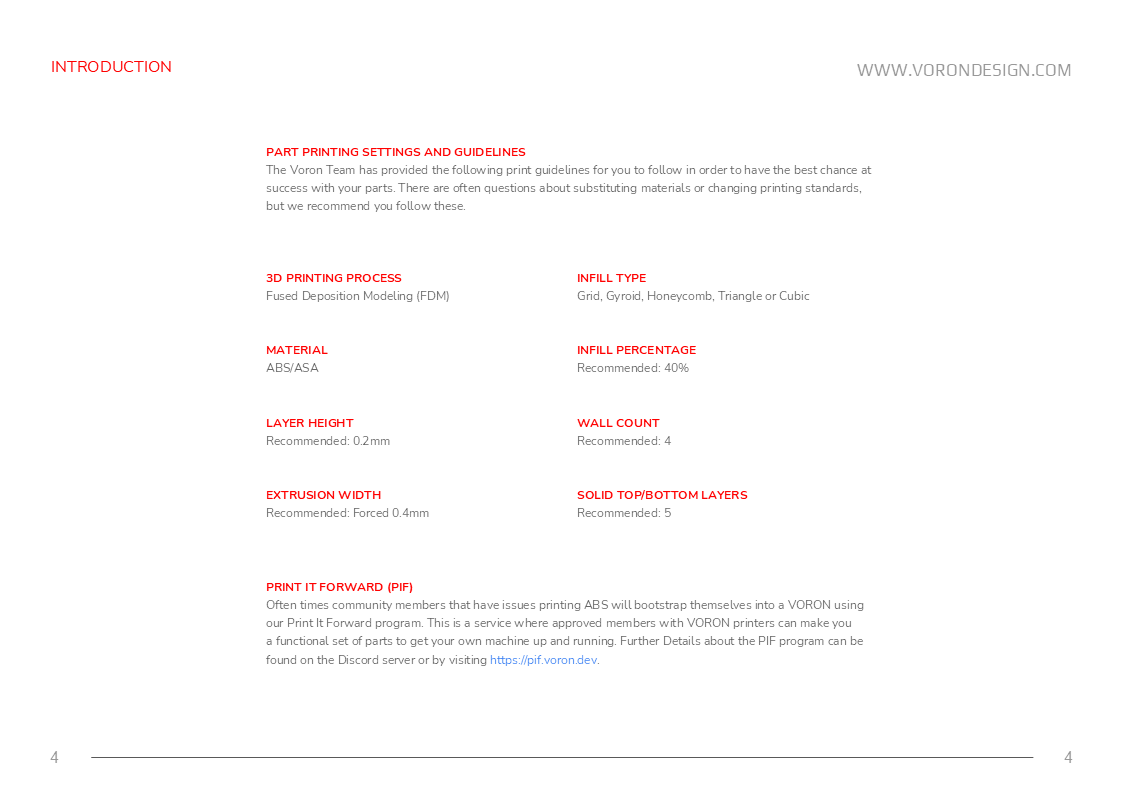 INTRODUCTION
WWW.VORONDESIGN.COM
PART PRINTING SETTINGS AND GUIDELINES
The Voron Team has provided the following print guidelines for you to follow in order to have the best chance at
success with your parts. There are often questions about substituting materials or changing printing standards,
but we recommend you follow these.
3D PRINTING PROCESS
Fused Deposition Modeling (FDM)
INFILL TYPE
Grid, Gyroid, Honeycomb, Triangle or Cubic
MATERIAL
ABS/ASA
INFILL PERCENTAGE
Recommended: 40%
LAYER HEIGHT
Recommended: 0.2mm
WALL COUNT
Recommended: 4
EXTRUSION WIDTH
Recommended: Forced 0.4mm
SOLID TOP/BOTTOM LAYERS
Recommended: 5
PRINT IT FORWARD (PIF)
Often times community members that have issues printing ABS will bootstrap themselves into a VORON using
our Print It Forward program. This is a service where approved members with VORON printers can make you
a functional set of parts to get your own machine up and running. Further Details about the PIF program can be
found on the Discord server or by visiting https://pif.voron.dev.
4
4